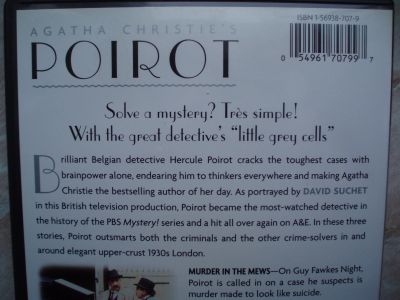 ISBN 1-56938-707-9
AGATHA CHRISTIE'S
POIROT
0 54961 70799 7
Solve a mystery? Très simple!
With the great detective's "little grey cells"
Brilliant Belgian detective Hercule Poirot cracks the toughest cases with
brainpower alone, endearing him to thinkers everywhere and making Agatha
Christie the bestselling author of her day. As portrayed by DAVID SUCHET
in this British television production, Poirot became the most-watched detective in
the history of the PBS Mystery! series and a hit all over again on A&E. In these three
stories, Poirot outsmarts both the criminals and the other crime-solvers in and
around elegant upper-crust 1930s London.
MURDER IN THE MEWS—On Guy Fawkes Night,
Poirot is called in on a case he suspects is
murder made to look like suicide.